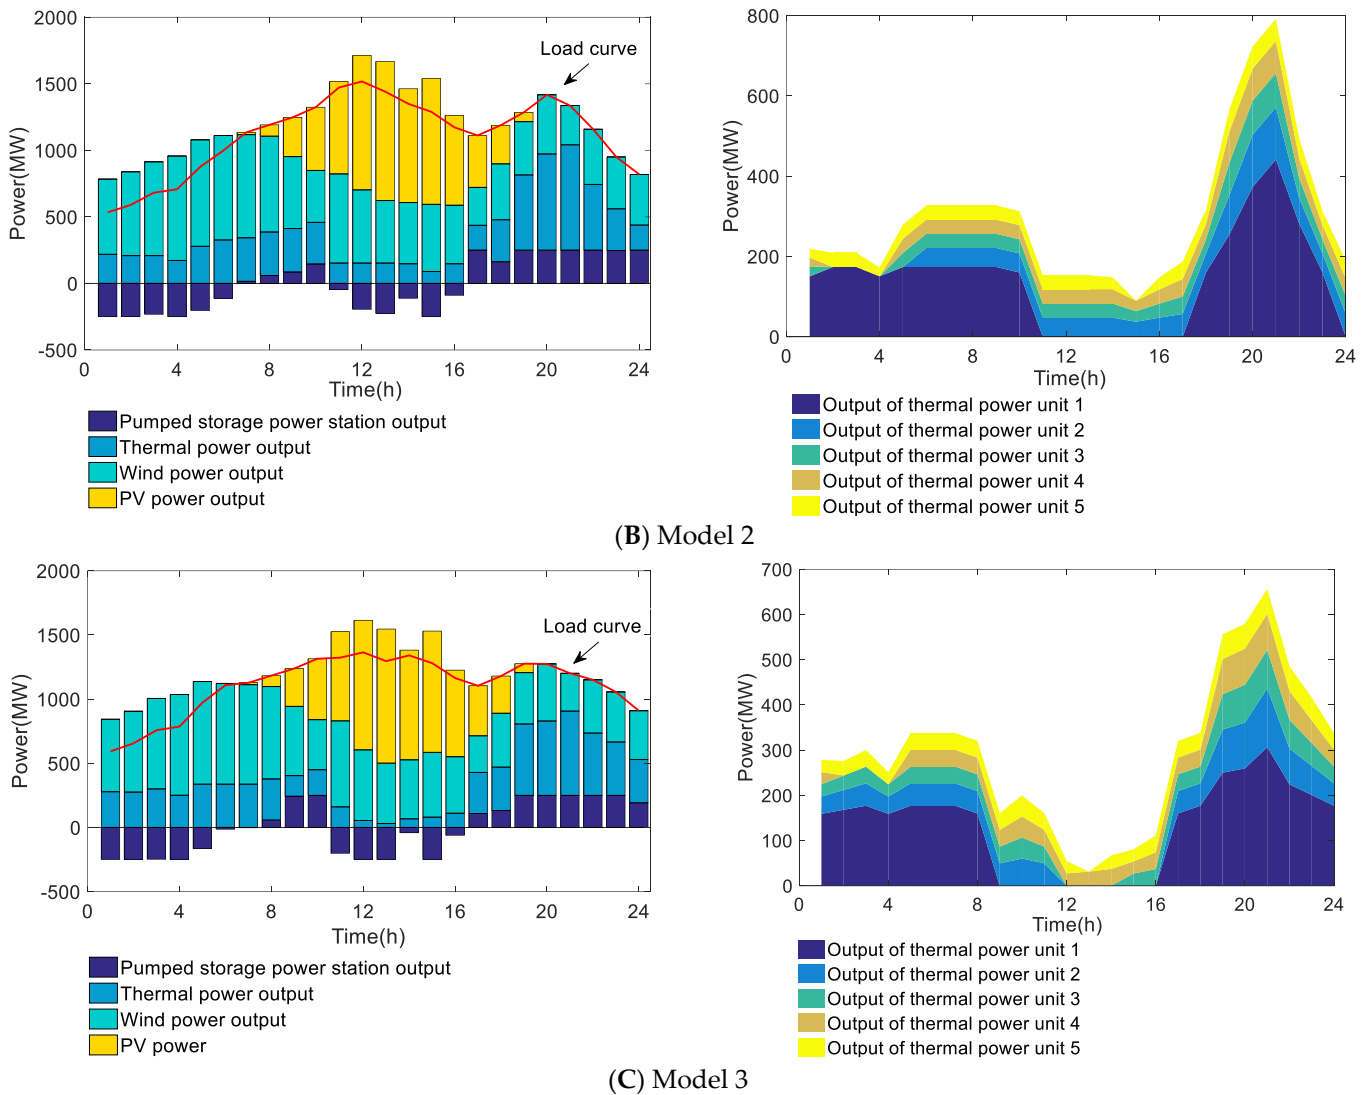 2000
1500
1000
500
0
-500
Power(MW)
Load curve
0 4 8 12 16 20 24
Time(h)
Pumped storage power station output
Thermal power output
Wind power output
PV power output
800
600
400
200
0
Power(MW)
0 4 8 12 16 20 24
Time(h)
Output of thermal power unit 1
Output of thermal power unit 2
Output of thermal power unit 3
Output of thermal power unit 4
Output of thermal power unit 5
(B) Model 2
2000
1500
1000
500
0
-500
Power(MW)
Load curve
0 4 8 12 16 20 24
Time(h)
Pumped storage power station output
Thermal power output
Wind power output
PV power
700
600
500
400
300
200
100
0
Power(MW)
0 4 8 12 16 20 24
Time(h)
Output of thermal power unit 1
Output of thermal power unit 2
Output of thermal power unit 3
Output of thermal power unit 4
Output of thermal power unit 5
(C) Model 3